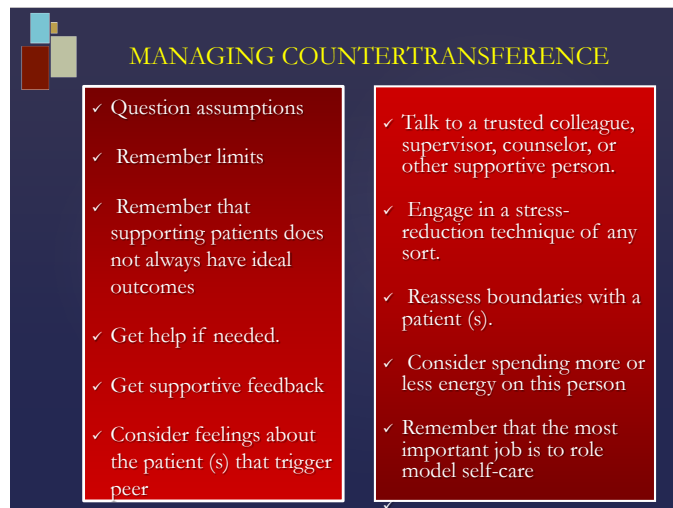 MANAGING COUNTERTRANSFERENCE
✓ Question assumptions
✓ Remember limits
✓ Remember that
supporting patients does
not always have ideal
outcomes
✓ Get help if needed.
✓ Get supportive feedback
✓ Consider feelings about
the patient (s) that trigger
peer
✓ Talk to a trusted colleague,
supervisor, counselor, or
other supportive person.
✓ Engage in a stress-
reduction technique of any
sort.
✓ Reassess boundaries with a
patient (s).
✓ Consider spending more or
less energy on this person
✓ Remember that the most
important job is to role
model self-care
✓